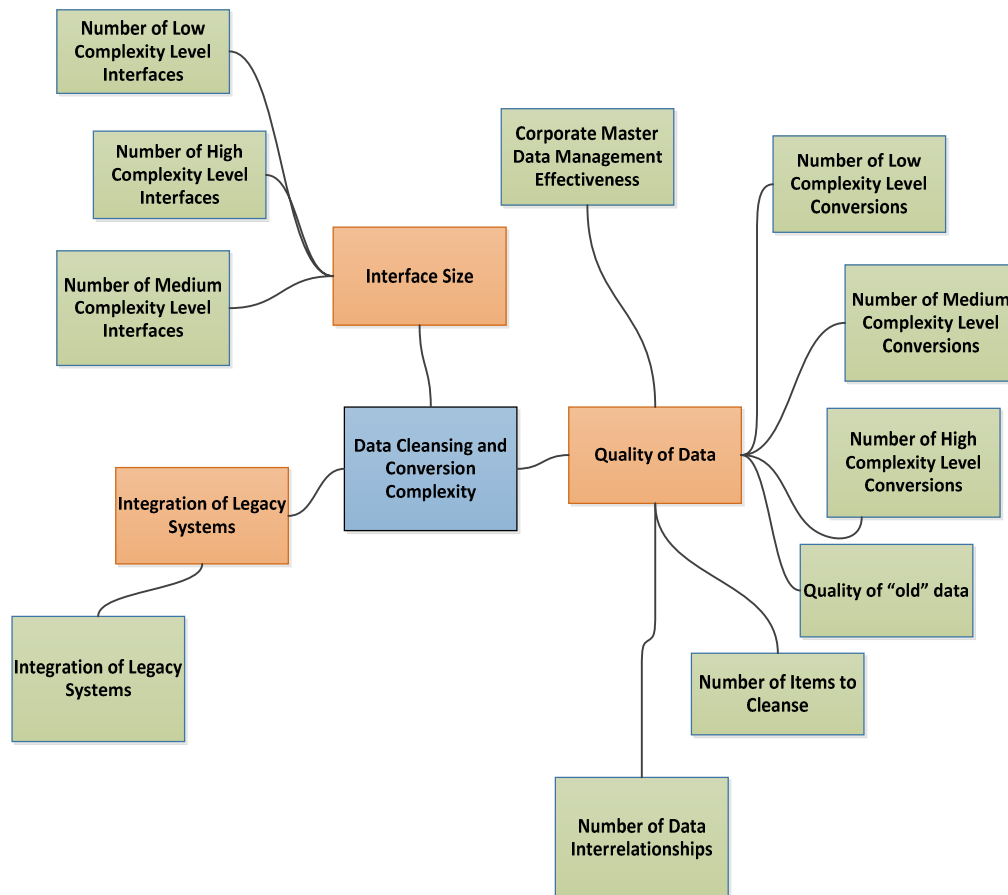 Number of Low
Complexity Level
Interfaces
Number of High
Complexity Level
Interfaces
Number of Medium
Complexity Level
Interfaces
Interface Size
Corporate Master
Data Management
Effectiveness
Number of Low
Complexity Level
Conversions
Number of Medium
Complexity Level
Conversions
Data Cleansing and
Conversion
Complexity
Quality of Data
Number of High
Complexity Level
Conversions
Integration of Legacy
Systems
Quality of “old” data
Integration of Legacy
Systems
Number of Items to
Cleanse
Number of Data
Interrelationships